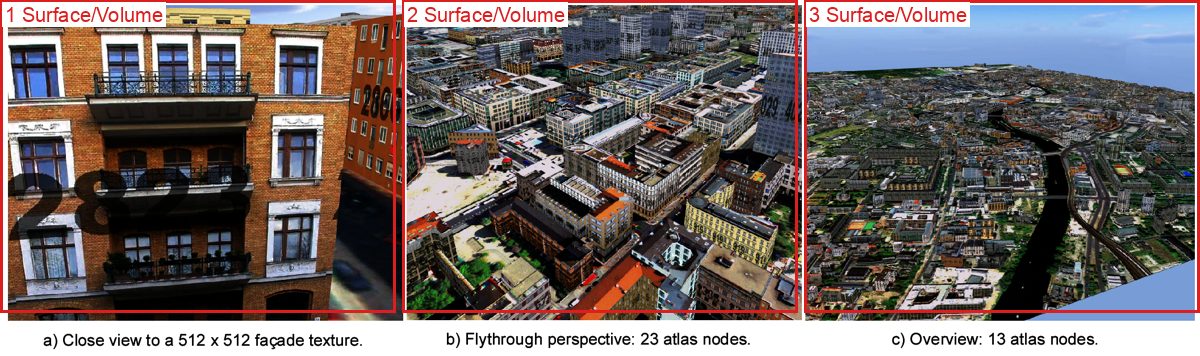 1 Surface/Volume
2 Surface/Volume
3 Surface/Volume
a) Close view to a 512 x 512 façade texture.
b) Flythrough perspective: 23 atlas nodes.
c) Overview: 13 atlas nodes.